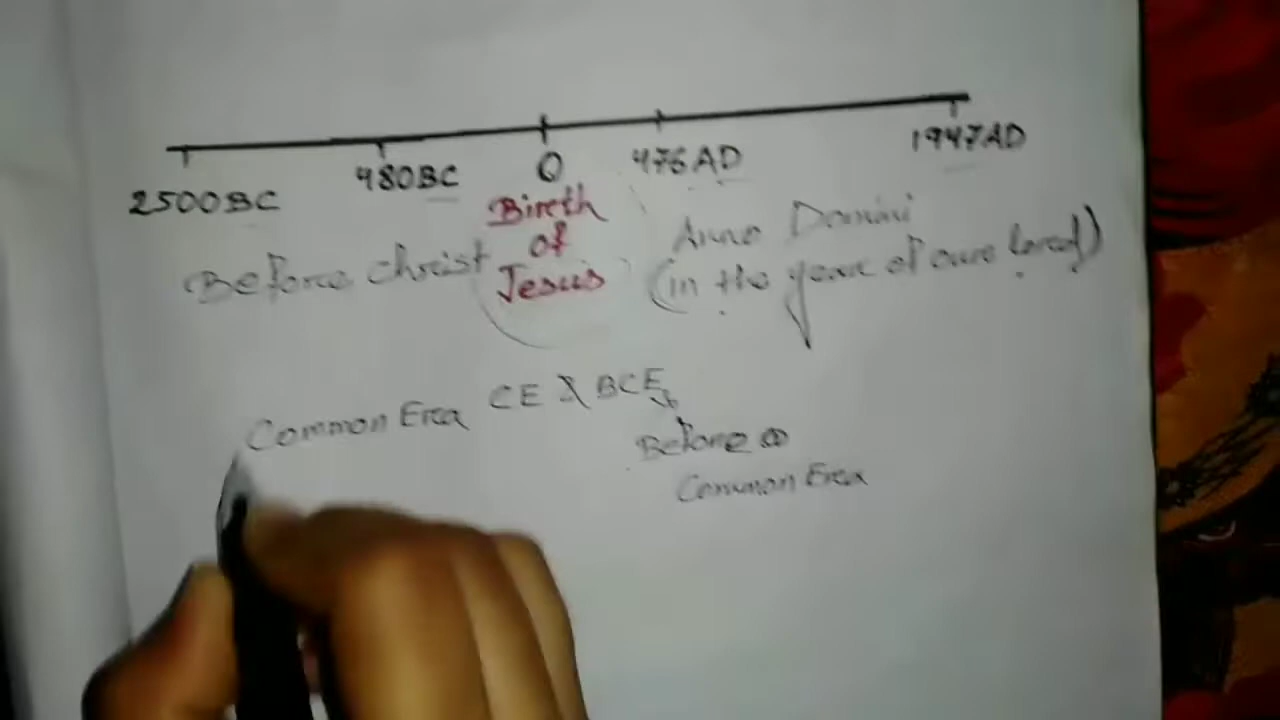 2500BC 480BC 0 476AD 1947AD
Birth
of
Jesus
Before Christ
Anno Domini
(in the year of our lord)
Common Era CE & BCE
Before
Common Era